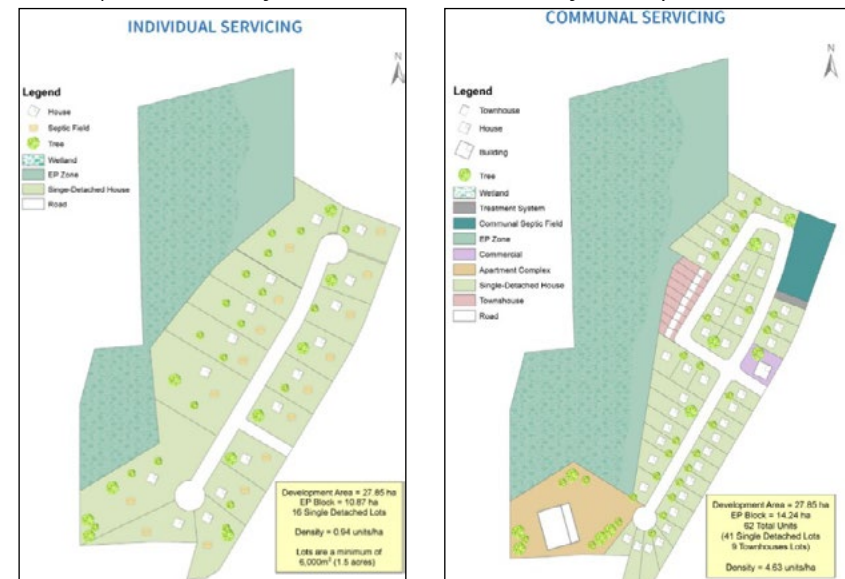 INDIVIDUAL SERVICING
N
Legend
House
Septic Field
Tree
Wetland
EP Zone
Singe-Detached House
Road
Development Area = 27.85 ha
EP Block = 10.87 ha
16 Single Detached Lots
Density = 0.94 units/ha
Lots are a minimum of
6,000m² (1.5 acres)
COMMUNAL SERVICING
N
Legend
Townhouse
House
Building
Tree
Wetland
Treatment System
Communal Septic Field
EP Zone
Commercial
Apartment Complex
Single-Detached House
Townshouse
Road
Development Area = 27.85 ha
EP Block = 14.24 ha
62 Total Units
(41 Single Detached Lots
9 Townhouses Lots)
Density = 4.63 units/ha